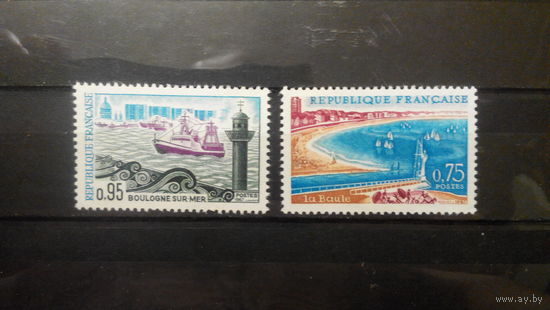 REPUBLIQUE FRANÇAISE
0.95
POSTES
BOULOGNE SUR MER
REPUBLIQUE FRANÇAISE
0.75
POSTES
la Baule
www.ay.by